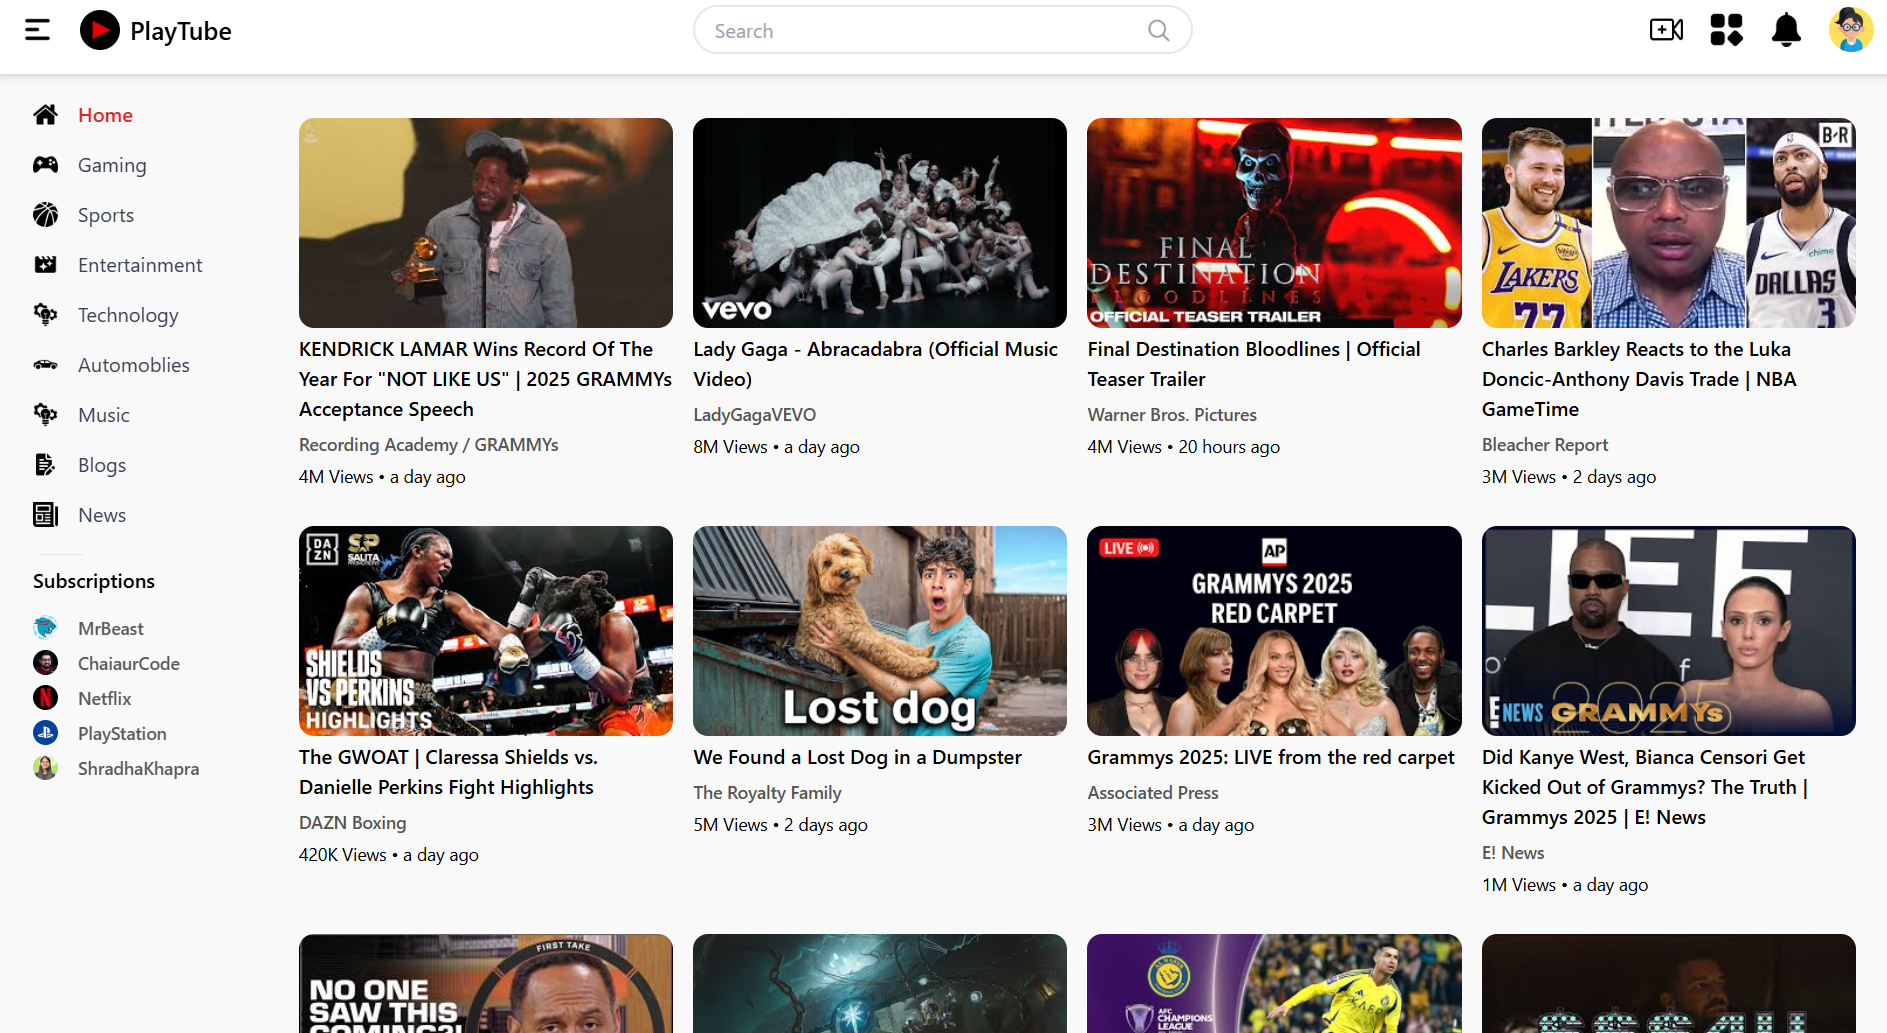 PlayTube
Search
Home
Gaming
Sports
Entertainment
Technology
Automoblies
Music
Blogs
News
Subscriptions
MrBeast
ChaiaurCode
Netflix
PlayStation
ShradhaKhapra
vevo
FINAL
DESTINATION
BLOODLINES
OFFICIAL TEASER TRAILER
B/R
LAKERS
77
chime
DALLAS
3
KENDRICK LAMAR Wins Record Of The
Year For "NOT LIKE US" | 2025 GRAMMYs
Acceptance Speech
Recording Academy / GRAMMYs
4M Views • a day ago
Lady Gaga - Abracadabra (Official Music
Video)
LadyGagaVEVO
8M Views • a day ago
Final Destination Bloodlines | Official
Teaser Trailer
Warner Bros. Pictures
4M Views • 20 hours ago
Charles Barkley Reacts to the Luka
Doncic-Anthony Davis Trade | NBA
GameTime
Bleacher Report
3M Views • 2 days ago
DA
ZN
SP
SALITA
PROMOTIONS
SHIELDS
VS PERKINS
HIGHLIGHTS
Lost dog
LIVE
AP
GRAMMYS 2025
RED CARPET
2025
E! NEWS GRAMMYs
The GWOAT | Claressa Shields vs.
Danielle Perkins Fight Highlights
DAZN Boxing
420K Views • a day ago
We Found a Lost Dog in a Dumpster
The Royalty Family
5M Views • 2 days ago
Grammys 2025: LIVE from the red carpet
Associated Press
3M Views • a day ago
Did Kanye West, Bianca Censori Get
Kicked Out of Grammys? The Truth |
Grammys 2025 | E! News
E! News
1M Views • a day ago
FIRST TAKE
NO ONE
SAW THIS
COMING?!
AFC
CHAMPIONS
LEAGUE